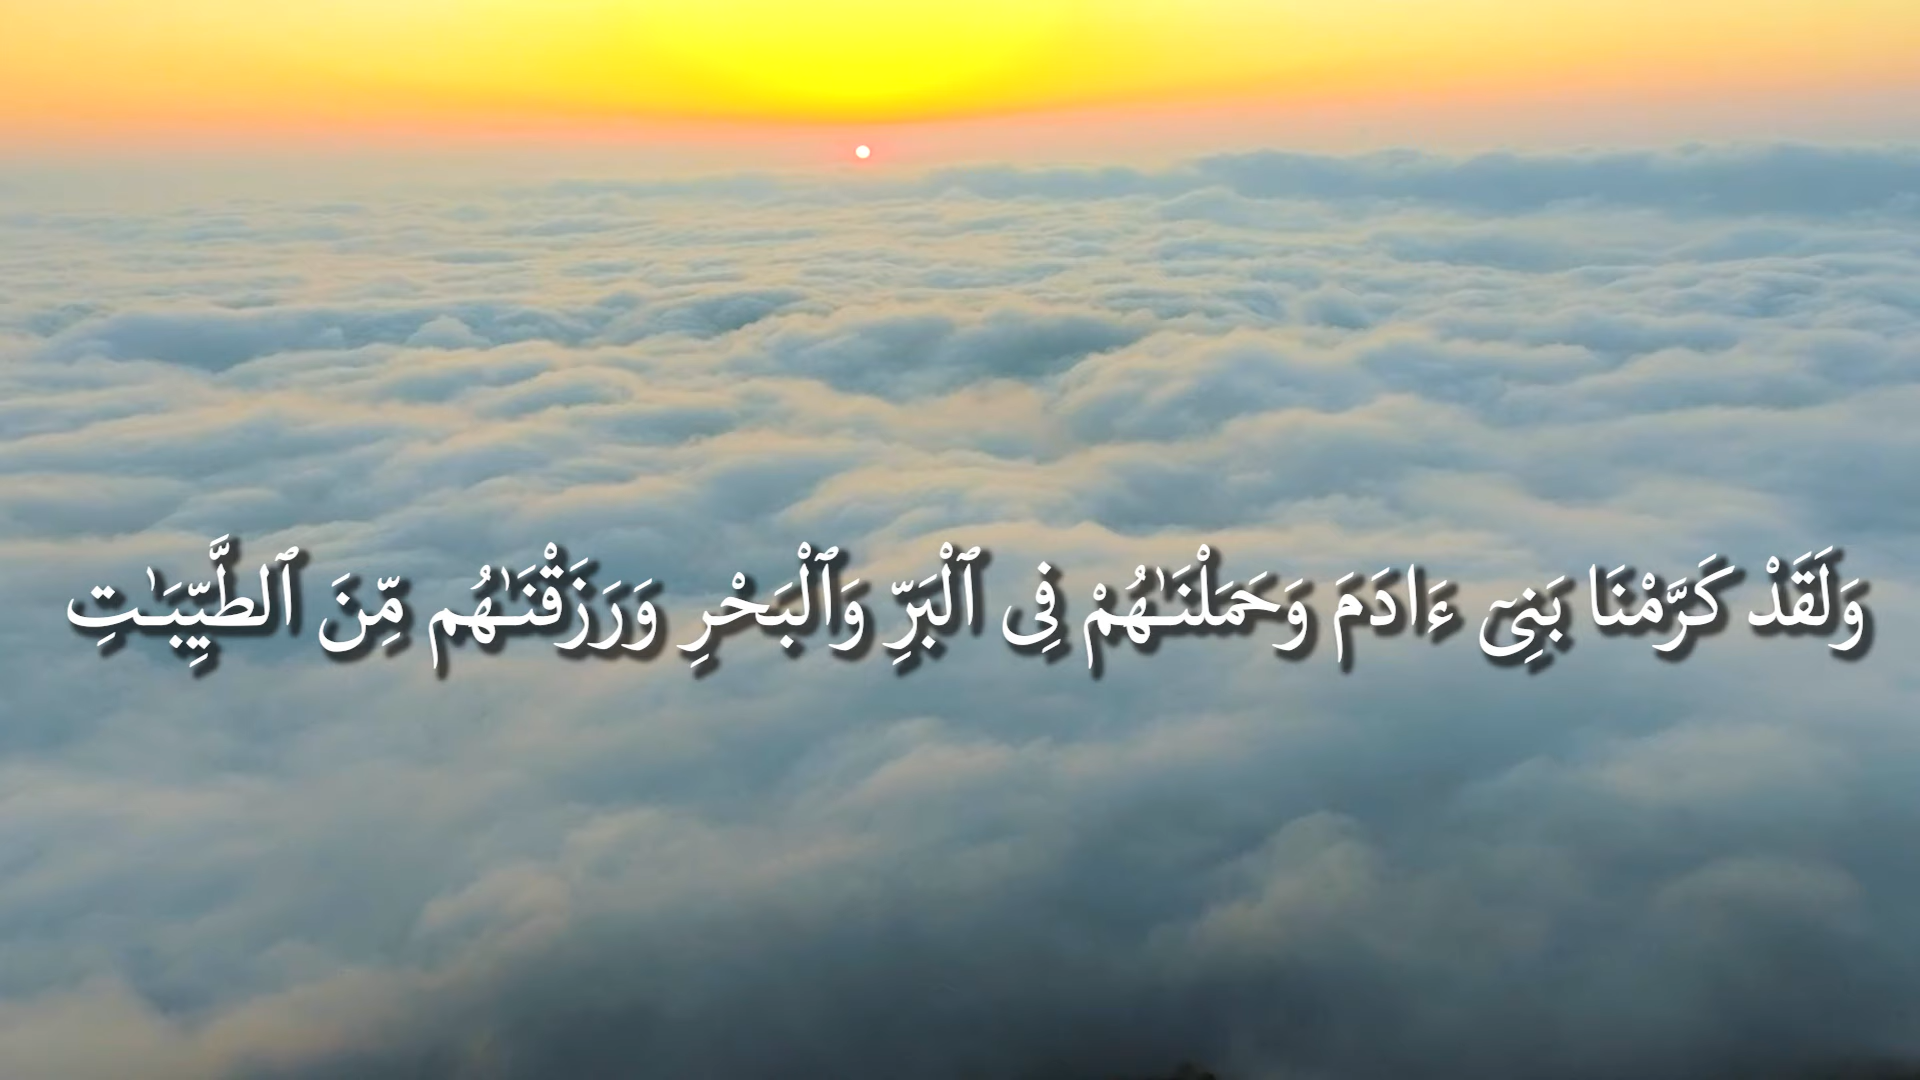 وَلَقَدْ كَرَّمْنَا بَنِىٓ ءَادَمَ وَحَمَلْنَـٰهُمْ فِى ٱلْبَرِّ وَٱلْبَحْرِ وَرَزَقْنَـٰهُم مِّنَ ٱلطَّيِّبَـٰتِ